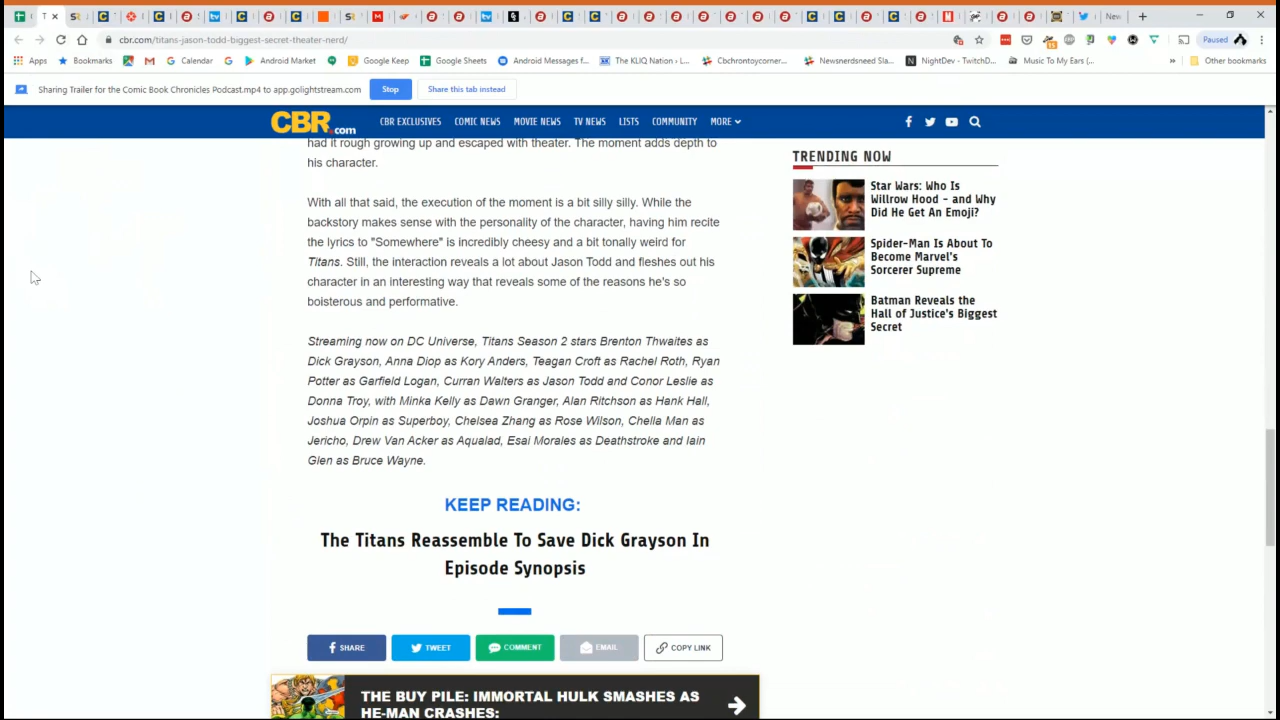 cbr.com/titans-jason-todd-biggest-secret-theater-nerd/
Paused
Apps
Bookmarks
Calendar
Android Market
Google Keep
Google Sheets
Android Messages f...
The KLIQ Nation › L...
Cbchrontoycorner...
Newsnerdsneed Sla...
NightDev - TwitchD...
Music To My Ears (...
»
Other bookmarks
Sharing Trailer for the Comic Book Chronicles Podcast.mp4 to app.golightstream.com
Stop
Share this tab instead
CBR.com
CBR EXCLUSIVES
COMIC NEWS
MOVIE NEWS
TV NEWS
LISTS
COMMUNITY
MORE
had it rough growing up and escaped with theater. The moment adds depth to
his character.
With all that said, the execution of the moment is a bit silly silly. While the
backstory makes sense with the personality of the character, having him recite
the lyrics to "Somewhere" is incredibly cheesy and a bit tonally weird for
Titans. Still, the interaction reveals a lot about Jason Todd and fleshes out his
character in an interesting way that reveals some of the reasons he's so
boisterous and performative.
Streaming now on DC Universe, Titans Season 2 stars Brenton Thwaites as
Dick Grayson, Anna Diop as Kory Anders, Teagan Croft as Rachel Roth, Ryan
Potter as Garfield Logan, Curran Walters as Jason Todd and Conor Leslie as
Donna Troy, with Minka Kelly as Dawn Granger, Alan Ritchson as Hank Hall,
Joshua Orpin as Superboy, Chelsea Zhang as Rose Wilson, Chella Man as
Jericho, Drew Van Acker as Aqualad, Esai Morales as Deathstroke and Iain
Glen as Bruce Wayne.
KEEP READING:
The Titans Reassemble To Save Dick Grayson In
Episode Synopsis
SHARE
TWEET
COMMENT
EMAIL
COPY LINK
THE BUY PILE: IMMORTAL HULK SMASHES AS
HE-MAN CRASHES:
TRENDING NOW
Star Wars: Who Is
Willrow Hood – and Why
Did He Get An Emoji?
Spider-Man Is About To
Become Marvel's
Sorcerer Supreme
Batman Reveals the
Hall of Justice's Biggest
Secret